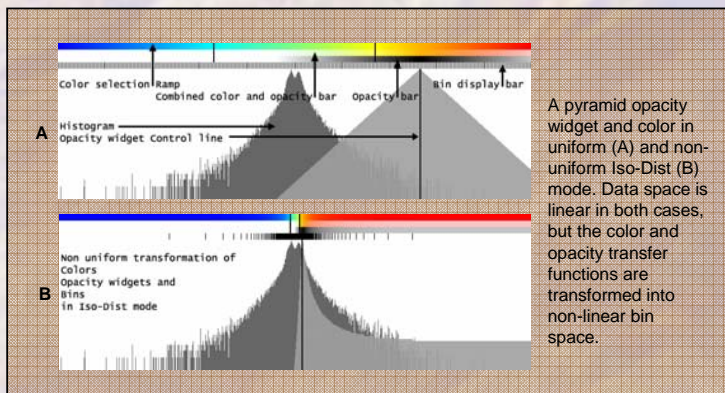 Color selection Ramp
Combined color and opacity bar
Opacity bar
Bin display bar
A
Histogram
Opacity widget Control line
B
Non uniform transformation of
Colors
Opacity widgets and
Bins
in Iso-Dist mode
A pyramid opacity
widget and color in
uniform (A) and non-
uniform Iso-Dist (B)
mode. Data space is
linear in both cases,
but the color and
opacity transfer
functions are
transformed into
non-linear bin
space.